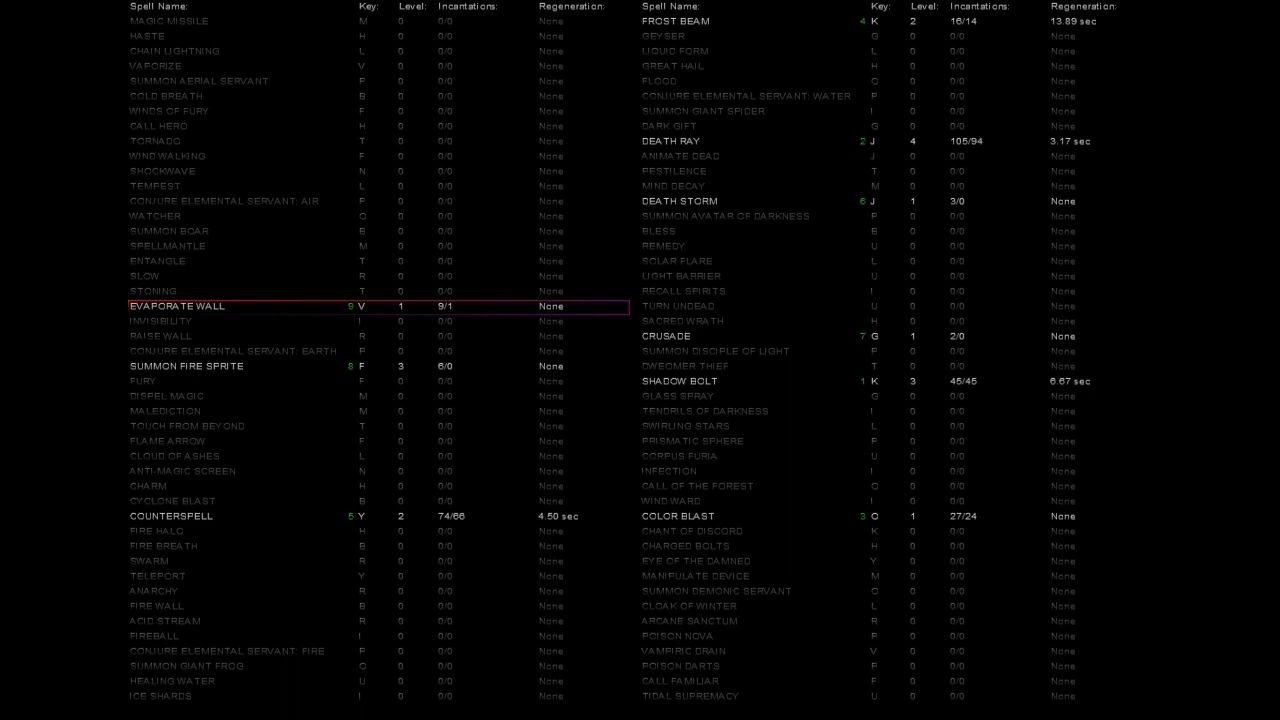 Spell Name: Key: Level: Incantations: Regeneration:
MAGIC MISSILE M 0 0/0 None
HASTE H 0 0/0 None
CHAIN LIGHTNING L 0 0/0 None
VAPORIZE V 0 0/0 None
SUMMON AERIAL SERVANT P 0 0/0 None
COLD BREATH B 0 0/0 None
WINDS OF FURY F 0 0/0 None
CALL HERO H 0 0/0 None
TORNADO T 0 0/0 None
WIND WALKING F 0 0/0 None
SHOCKWAVE N 0 0/0 None
TEMPEST L 0 0/0 None
CONJURE ELEMENTAL SERVANT: AIR P 0 0/0 None
WATCHER O 0 0/0 None
SUMMON BOAR B 0 0/0 None
SPELLMANTLE M 0 0/0 None
ENTANGLE T 0 0/0 None
SLOW R 0 0/0 None
STONING T 0 0/0 None
EVAPORATE WALL 9 V 1 9/1 None
INVISIBILITY I 0 0/0 None
RAISE WALL R 0 0/0 None
CONJURE ELEMENTAL SERVANT: EARTH P 0 0/0 None
SUMMON FIRE SPRITE 8 F 3 6/0 None
FURY F 0 0/0 None
DISPEL MAGIC M 0 0/0 None
MALEDICTION M 0 0/0 None
TOUCH FROM BEYOND T 0 0/0 None
FLAME ARROW F 0 0/0 None
CLOUD OF ASHES L 0 0/0 None
ANTI-MAGIC SCREEN N 0 0/0 None
CHARM H 0 0/0 None
CYCLONE BLAST B 0 0/0 None
COUNTERSPELL 5 Y 2 74/66 4.50 sec
FIRE HALO H 0 0/0 None
FIRE BREATH B 0 0/0 None
SWARM R 0 0/0 None
TELEPORT Y 0 0/0 None
ANARCHY R 0 0/0 None
FIRE WALL B 0 0/0 None
ACID STREAM R 0 0/0 None
FIREBALL I 0 0/0 None
CONJURE ELEMENTAL SERVANT: FIRE P 0 0/0 None
SUMMON GIANT FROG O 0 0/0 None
HEALING WATER U 0 0/0 None
ICE SHARDS I 0 0/0 None
Spell Name: Key: Level: Incantations: Regeneration:
FROST BEAM 4 K 2 16/14 13.89 sec
GEYSER G 0 0/0 None
LIQUID FORM L 0 0/0 None
GREAT HAIL H 0 0/0 None
FLOOD O 0 0/0 None
CONJURE ELEMENTAL SERVANT: WATER P 0 0/0 None
SUMMON GIANT SPIDER I 0 0/0 None
DARK GIFT G 0 0/0 None
DEATH RAY 2 J 4 105/94 3.17 sec
ANIMATE DEAD J 0 0/0 None
PESTILENCE T 0 0/0 None
MIND DECAY M 0 0/0 None
DEATH STORM 6 J 1 3/0 None
SUMMON AVATAR OF DARKNESS P 0 0/0 None
BLESS B 0 0/0 None
REMEDY U 0 0/0 None
SOLAR FLARE L 0 0/0 None
LIGHT BARRIER U 0 0/0 None
RECALL SPIRITS I 0 0/0 None
TURN UNDEAD U 0 0/0 None
SACRED WRATH H 0 0/0 None
CRUSADE 7 G 1 2/0 None
SUMMON DISCIPLE OF LIGHT P 0 0/0 None
DWEOMER THIEF T 0 0/0 None
SHADOW BOLT 1 K 3 45/45 6.67 sec
GLASS SPRAY G 0 0/0 None
TENDRILS OF DARKNESS I 0 0/0 None
SWIRLING STARS L 0 0/0 None
PRISMATIC SPHERE P 0 0/0 None
CORPUS FURIA U 0 0/0 None
INFECTION I 0 0/0 None
CALL OF THE FOREST O 0 0/0 None
WIND WARD I 0 0/0 None
COLOR BLAST 3 O 1 27/24 None
CHANT OF DISCORD K 0 0/0 None
CHARGED BOLTS H 0 0/0 None
EYE OF THE DAMNED Y 0 0/0 None
MANIPULATE DEVICE M 0 0/0 None
SUMMON DEMONIC SERVANT O 0 0/0 None
CLOAK OF WINTER L 0 0/0 None
ARCANE SANCTUM R 0 0/0 None
POISON NOVA P 0 0/0 None
VAMPIRIC DRAIN V 0 0/0 None
POISON DARTS P 0 0/0 None
CALL FAMILIAR F 0 0/0 None
TIDAL SUPREMACY U 0 0/0 None